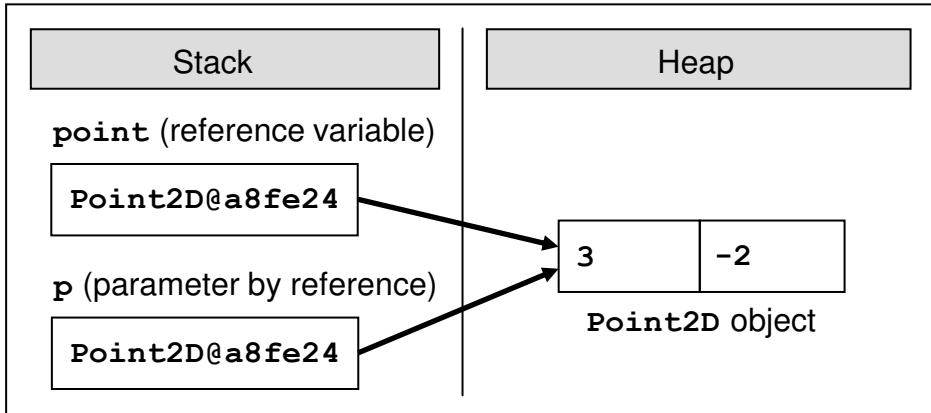 Stack
Heap
point (reference variable)
Point2D@a8fe24
3
-2
p (parameter by reference)
Point2D object
Point2D@a8fe24